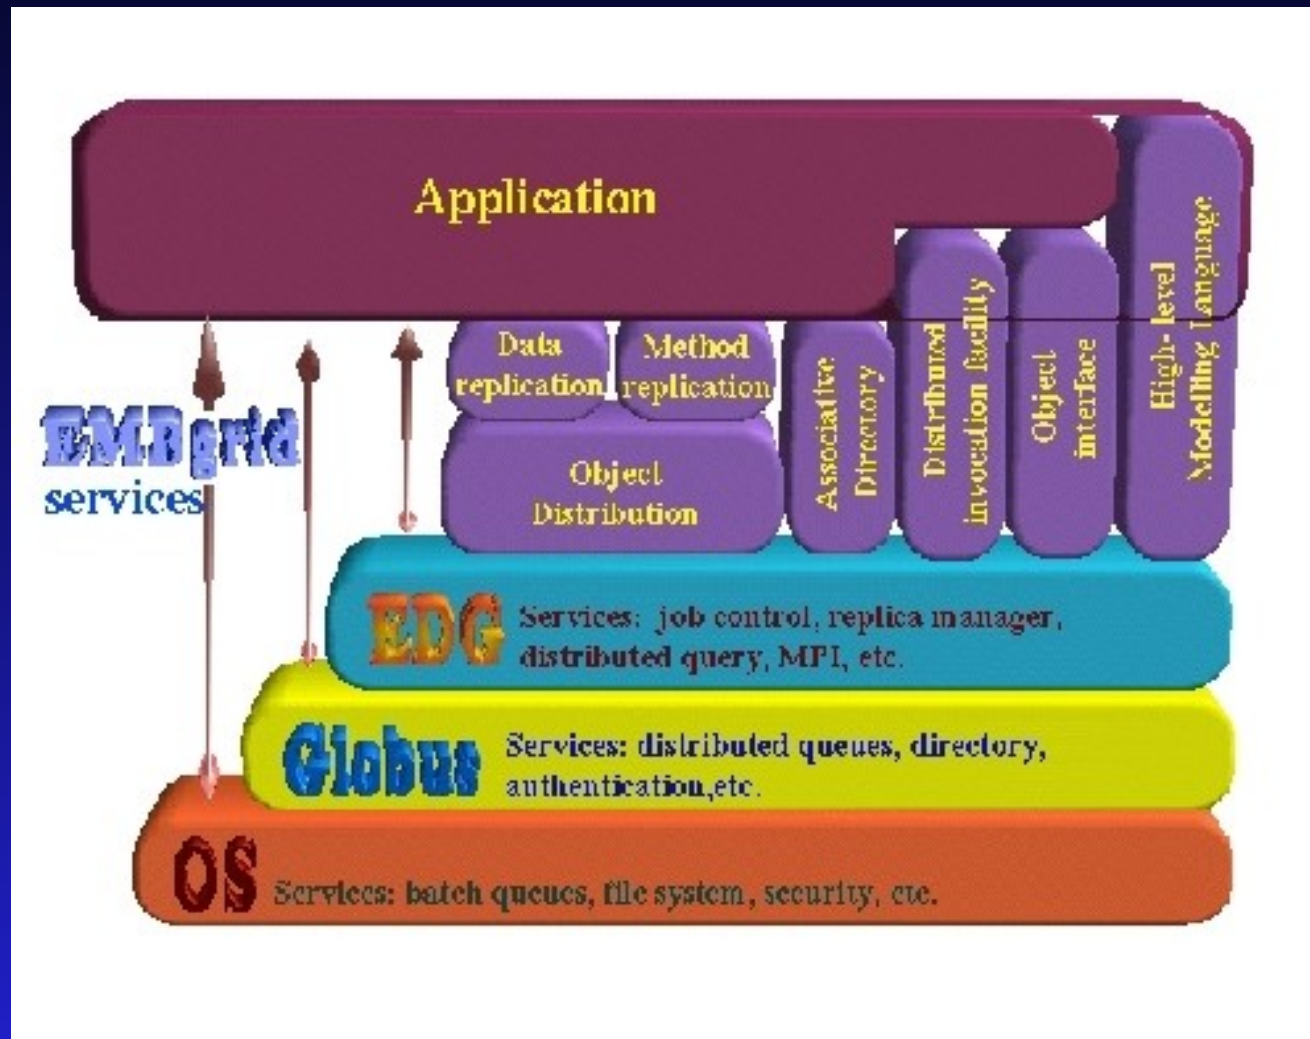 Application
Data
replication
Method
replication
Object
Distribution
Associative
Directory
Distributed
invocation facility
Object
interface
High-level
Modelling Language
EMBgrid
services
EDG
Services: job control, replica manager,
distributed query, MPI, etc.
Globus
Services: distributed queues, directory,
authentication,etc.
OS
Services: batch queues, file system, security, etc.